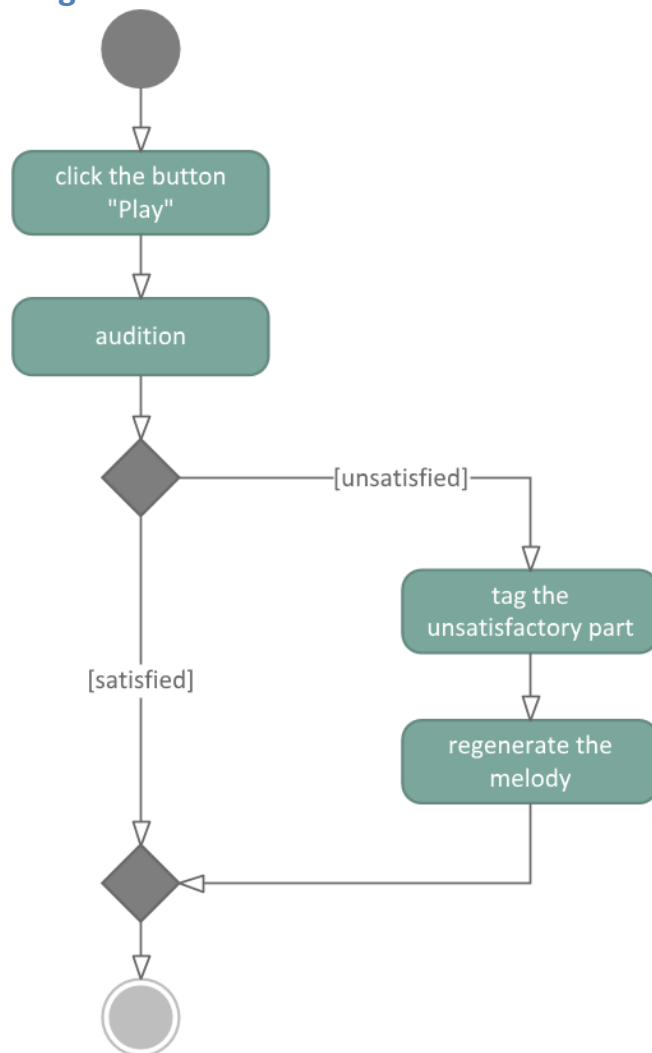 click the button
"Play"
audition
[unsatisfied]
tag the
unsatisfactory part
[satisfied]
regenerate the
melody